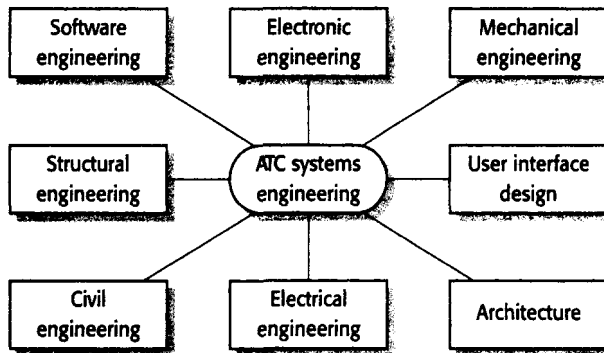 Software
engineering
Electronic
engineering
Mechanical
engineering
Structural
engineering
ATC systems
engineering
User interface
design
Civil
engineering
Electrical
engineering
Architecture